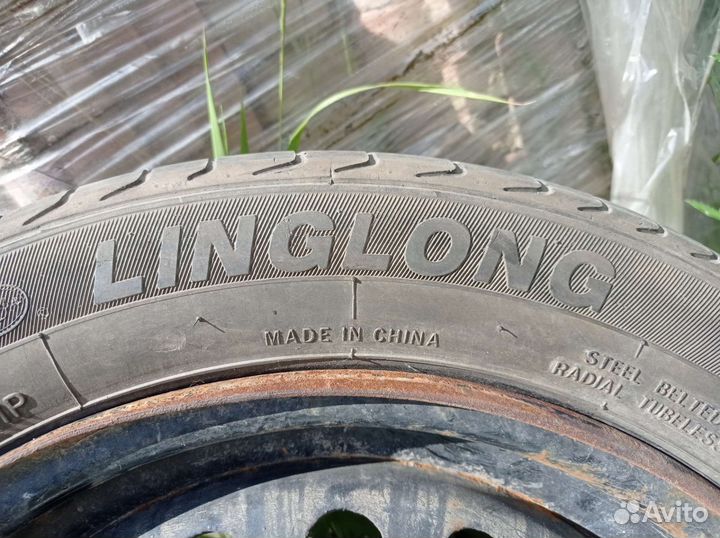 LINGLONG
MADE IN CHINA
STEEL BELTED
RADIAL TUBELESS
Avito